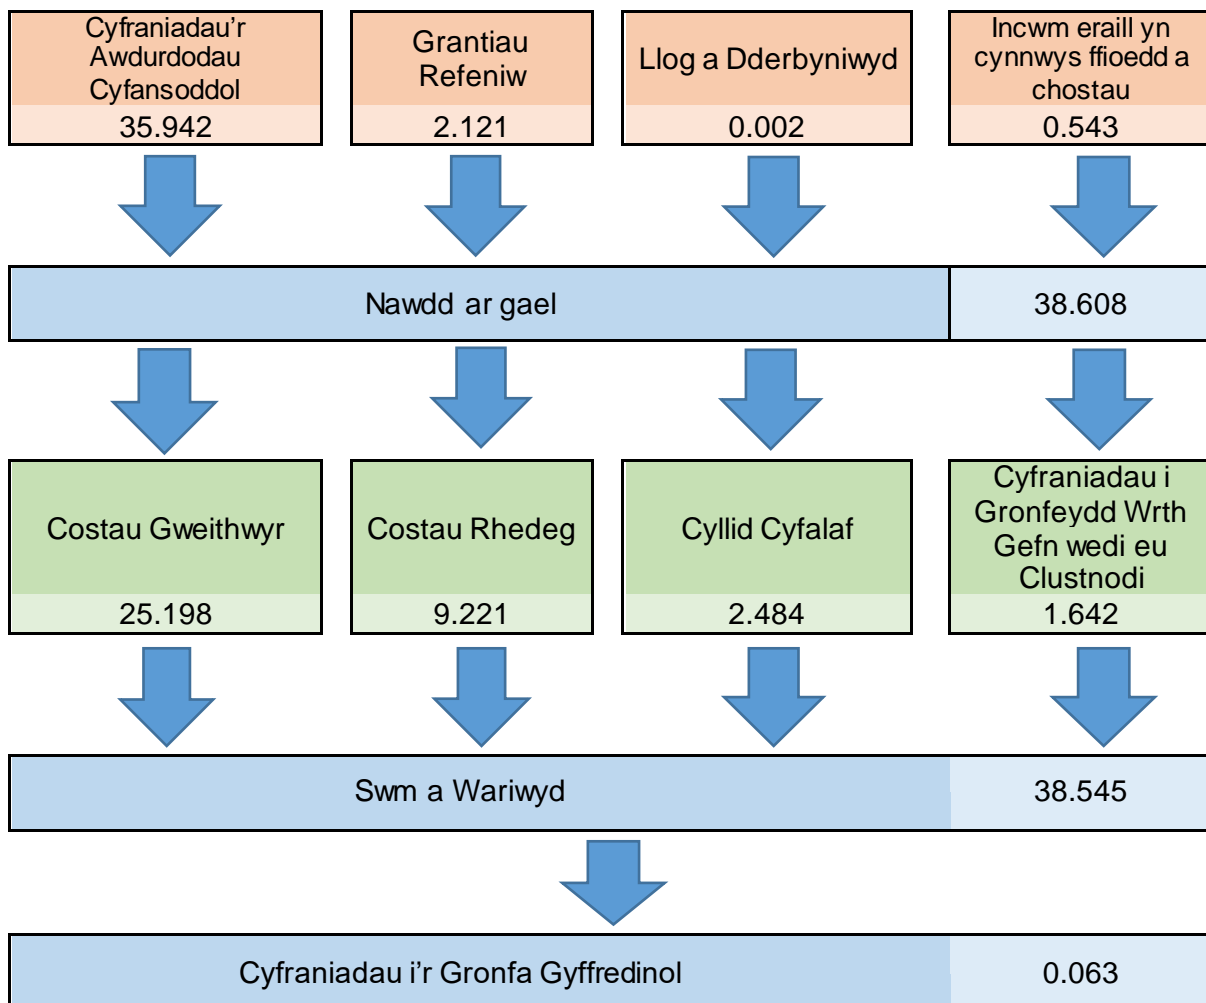 Cyfraniadau’r
Awdurdodau
Cyfansoddol
35.942
Grantiau
Refeniw
2.121
Llog a Dderbyniwyd
0.002
Incwm eraill yn
cynnwys ffioedd a
chostau
0.543
Nawdd ar gael
38.608
Costau Gweithwyr
25.198
Costau Rhedeg
9.221
Cyllid Cyfalaf
2.484
Cyfraniadau i
Gronfeydd Wrth
Gefn wedi eu
Clustnodi
1.642
Swm a Wariwyd
38.545
Cyfraniadau i’r Gronfa Gyffredinol
0.063